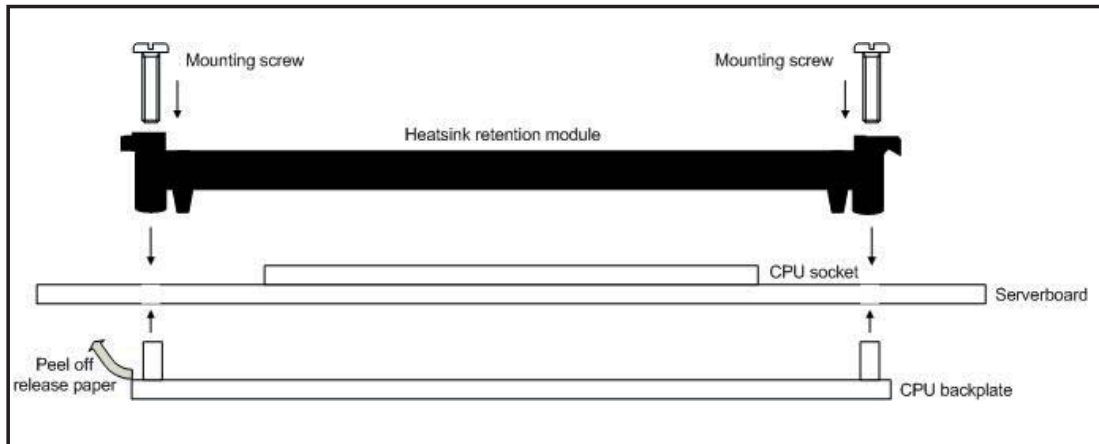 Mounting screw
Mounting screw
Heatsink retention module
CPU socket
Serverboard
Peel off
release paper
CPU backplate